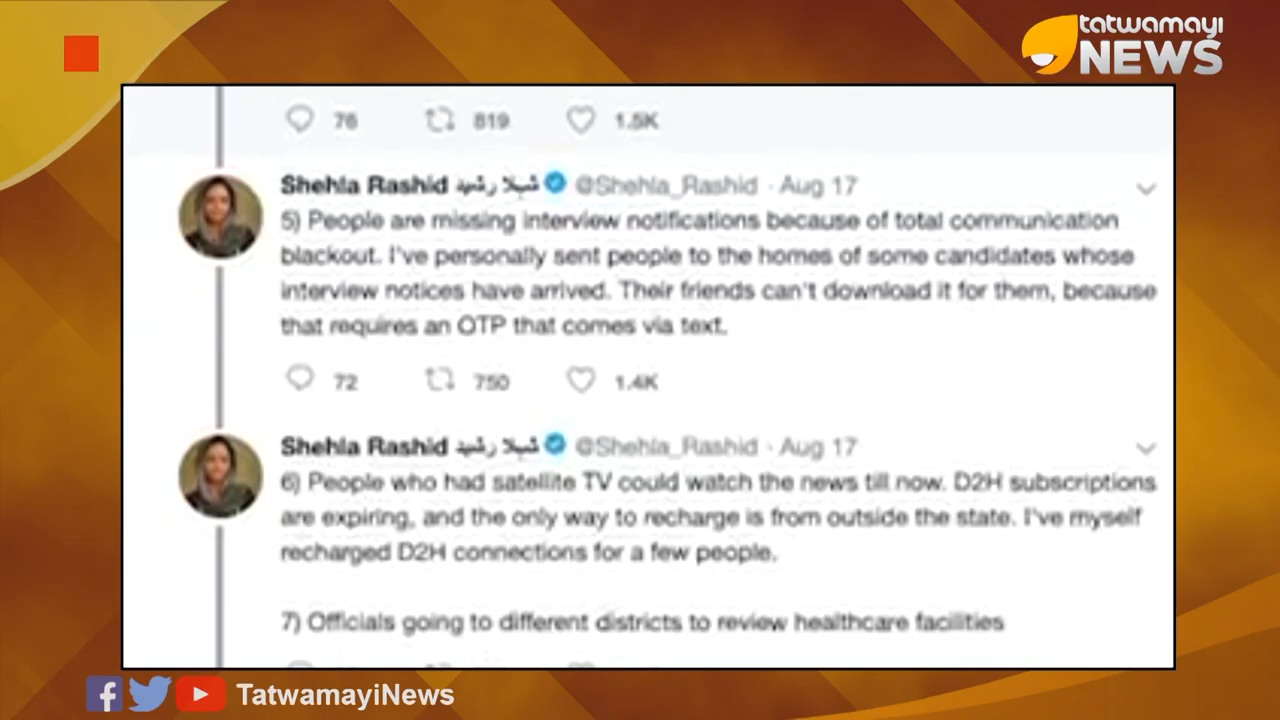 tatwamayi
NEWS
76 819 1.5K
Shehla Rashid شہلا رشید @Shehla_Rashid · Aug 17
5) People are missing interview notifications because of total communication
blackout. I've personally sent people to the homes of some candidates whose
interview notices have arrived. Their friends can't download it for them, because
that requires an OTP that comes via text.
72 750 1.4K
Shehla Rashid شہلا رشید @Shehla_Rashid · Aug 17
6) People who had satellite TV could watch the news till now. D2H subscriptions
are expiring, and the only way to recharge is from outside the state. I've myself
recharged D2H connections for a few people.
7) Officials going to different districts to review healthcare facilities
TatwamayiNews